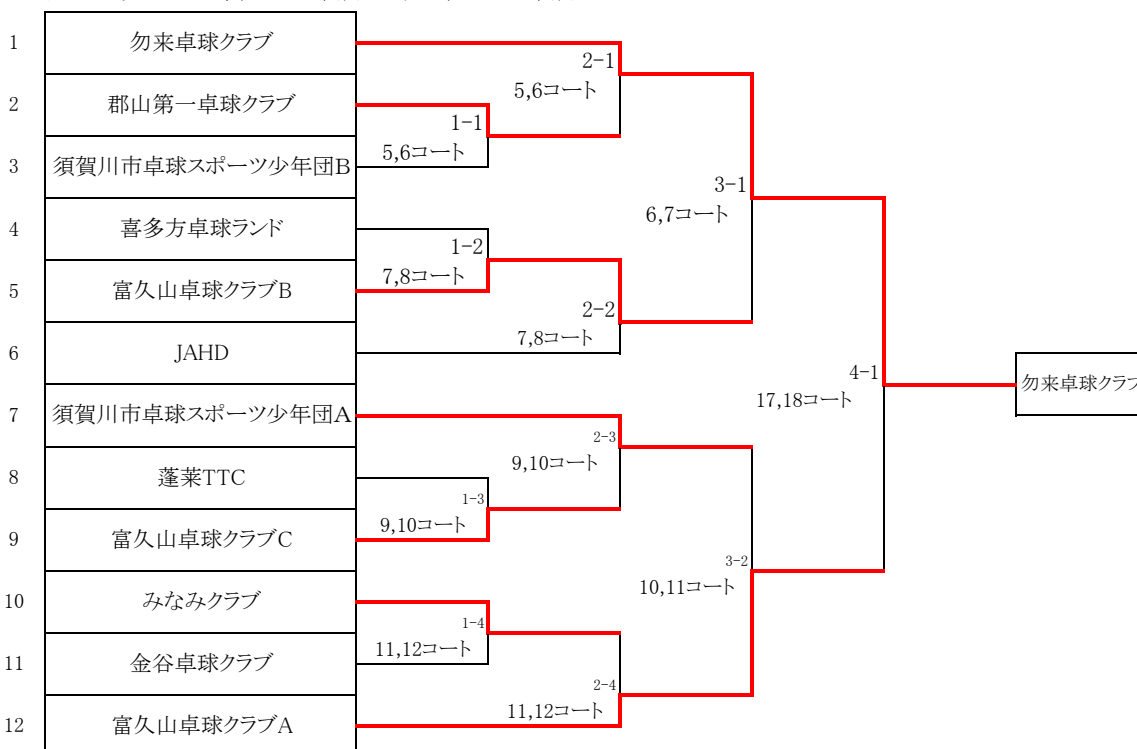 1 勿来卓球クラブ
2-1
5,6コート
2 郡山第一卓球クラブ
1-1
5,6コート
3 須賀川市卓球スポーツ少年団B
3-1
6,7コート
4 喜多方卓球ランド
1-2
7,8コート
5 富久山卓球クラブB
2-2
7,8コート
6 JAHD
4-1
17,18コート
勿来卓球クラブ
7 須賀川市卓球スポーツ少年団A
2-3
9,10コート
8 蓬莱TTC
1-3
9,10コート
9 富久山卓球クラブC
3-2
10,11コート
10 みなみクラブ
1-4
11,12コート
11 金谷卓球クラブ
2-4
11,12コート
12 富久山卓球クラブA